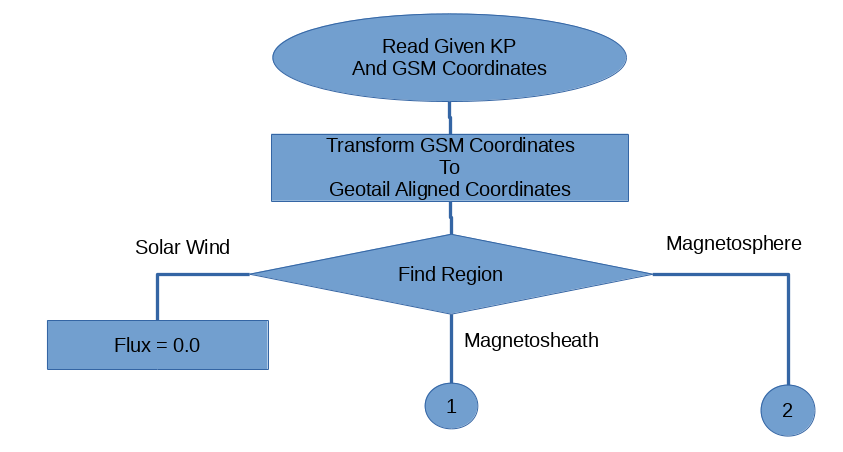 Read Given KP
And GSM Coordinates
Transform GSM Coordinates
To
Geotail Aligned Coordinates
Solar Wind
Magnetosphere
Find Region
Flux = 0.0
Magnetosheath
1
2